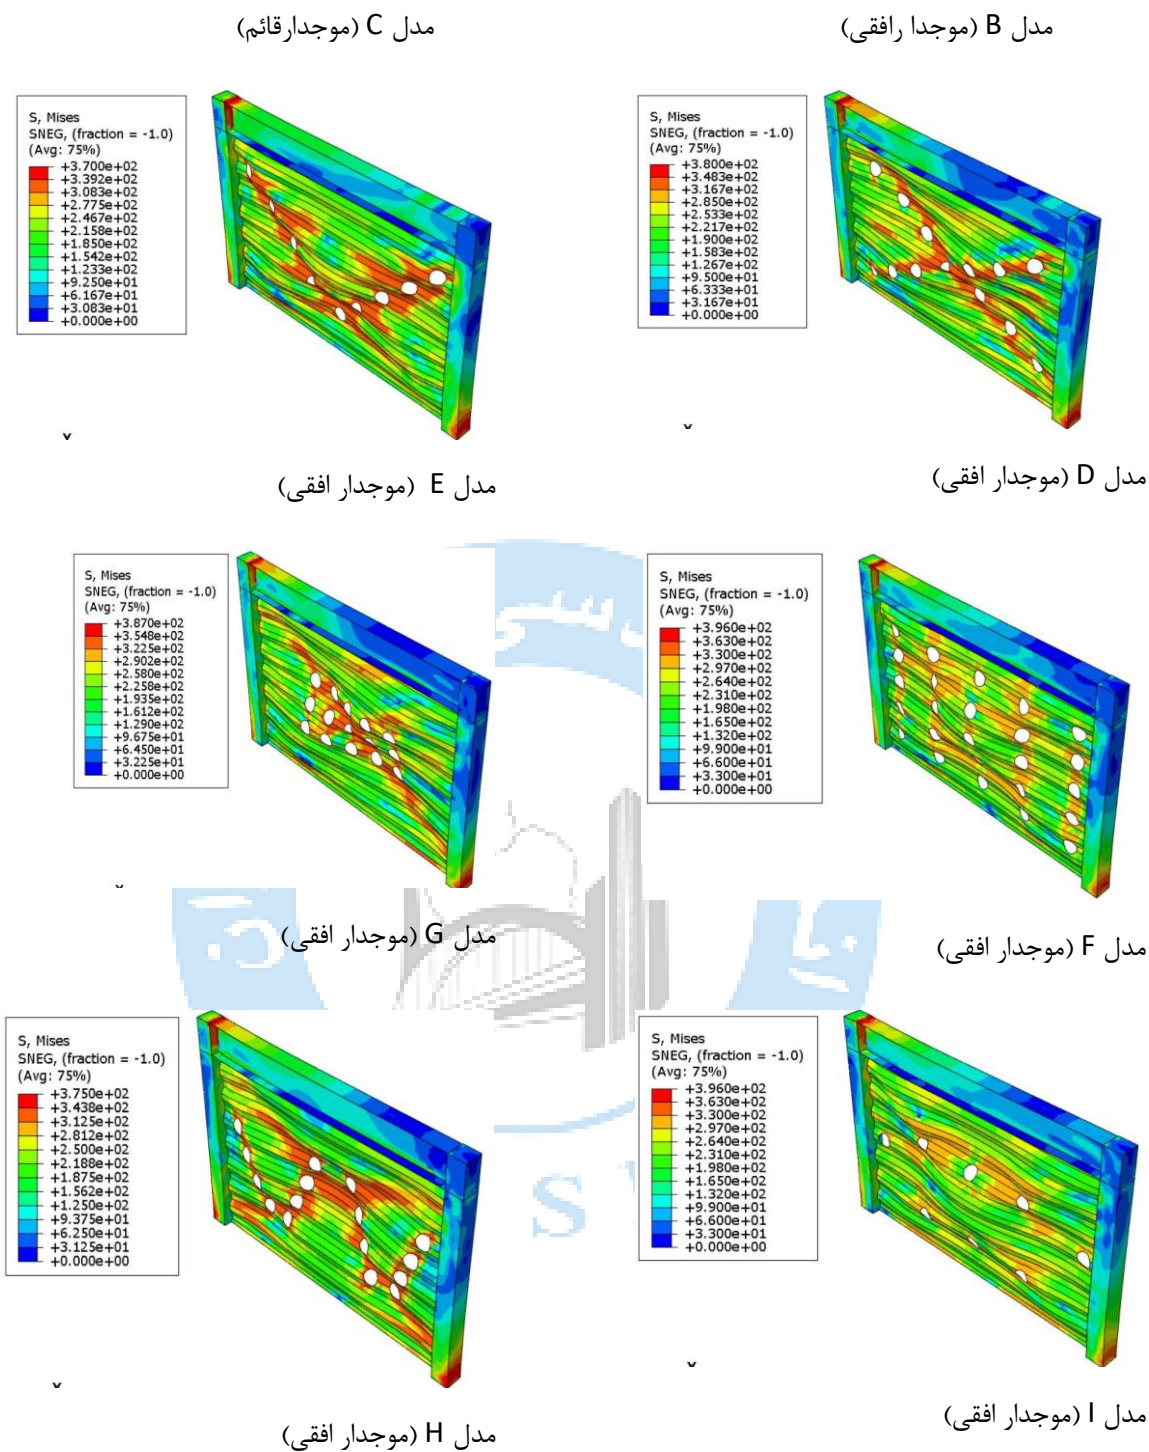 مدل B (موجدا رافقی)
مدل C (موجدارقائم)
S, Mises
SNEG, (fraction = -1.0)
(Avg: 75%)
+3.800e+02
+3.483e+02
+3.167e+02
+2.850e+02
+2.533e+02
+2.217e+02
+1.900e+02
+1.583e+02
+1.267e+02
+9.500e+01
+6.333e+01
+3.167e+01
+0.000e+00
S, Mises
SNEG, (fraction = -1.0)
(Avg: 75%)
+3.700e+02
+3.392e+02
+3.083e+02
+2.775e+02
+2.467e+02
+2.158e+02
+1.850e+02
+1.542e+02
+1.233e+02
+9.250e+01
+6.167e+01
+3.083e+01
+0.000e+00
مدل D (موجدار افقی)
مدل E (موجدار افقی)
S, Mises
SNEG, (fraction = -1.0)
(Avg: 75%)
+3.960e+02
+3.630e+02
+3.300e+02
+2.970e+02
+2.640e+02
+2.310e+02
+1.980e+02
+1.650e+02
+1.320e+02
+9.900e+01
+6.600e+01
+3.300e+01
+0.000e+00
S, Mises
SNEG, (fraction = -1.0)
(Avg: 75%)
+3.870e+02
+3.548e+02
+3.225e+02
+2.902e+02
+2.580e+02
+2.258e+02
+1.935e+02
+1.612e+02
+1.290e+02
+9.675e+01
+6.450e+01
+3.225e+01
+0.000e+00
مدل F (موجدار افقی)
مدل G (موجدار افقی)
S, Mises
SNEG, (fraction = -1.0)
(Avg: 75%)
+3.960e+02
+3.630e+02
+3.300e+02
+2.970e+02
+2.640e+02
+2.310e+02
+1.980e+02
+1.650e+02
+1.320e+02
+9.900e+01
+6.600e+01
+3.300e+01
+0.000e+00
S, Mises
SNEG, (fraction = -1.0)
(Avg: 75%)
+3.750e+02
+3.438e+02
+3.125e+02
+2.812e+02
+2.500e+02
+2.188e+02
+1.875e+02
+1.562e+02
+1.250e+02
+9.375e+01
+6.250e+01
+3.125e+01
+0.000e+00
مدل I (موجدار افقی)
مدل H (موجدار افقی)